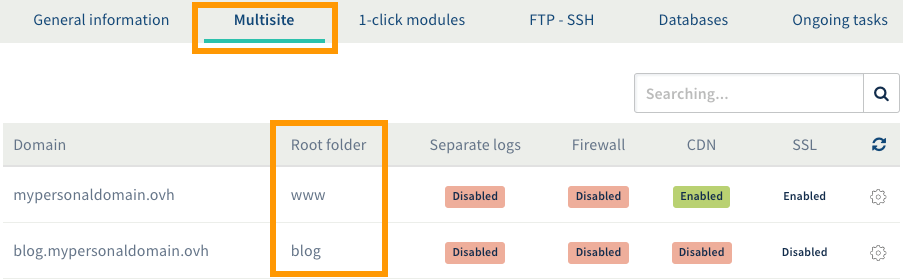 General information Multisite 1-click modules FTP - SSH Databases Ongoing tasks
Searching...
Domain Root folder Separate logs Firewall CDN SSL
mypersonaldomain.ovh www Disabled Disabled Enabled Enabled
blog.mypersonaldomain.ovh blog Disabled Disabled Disabled Disabled